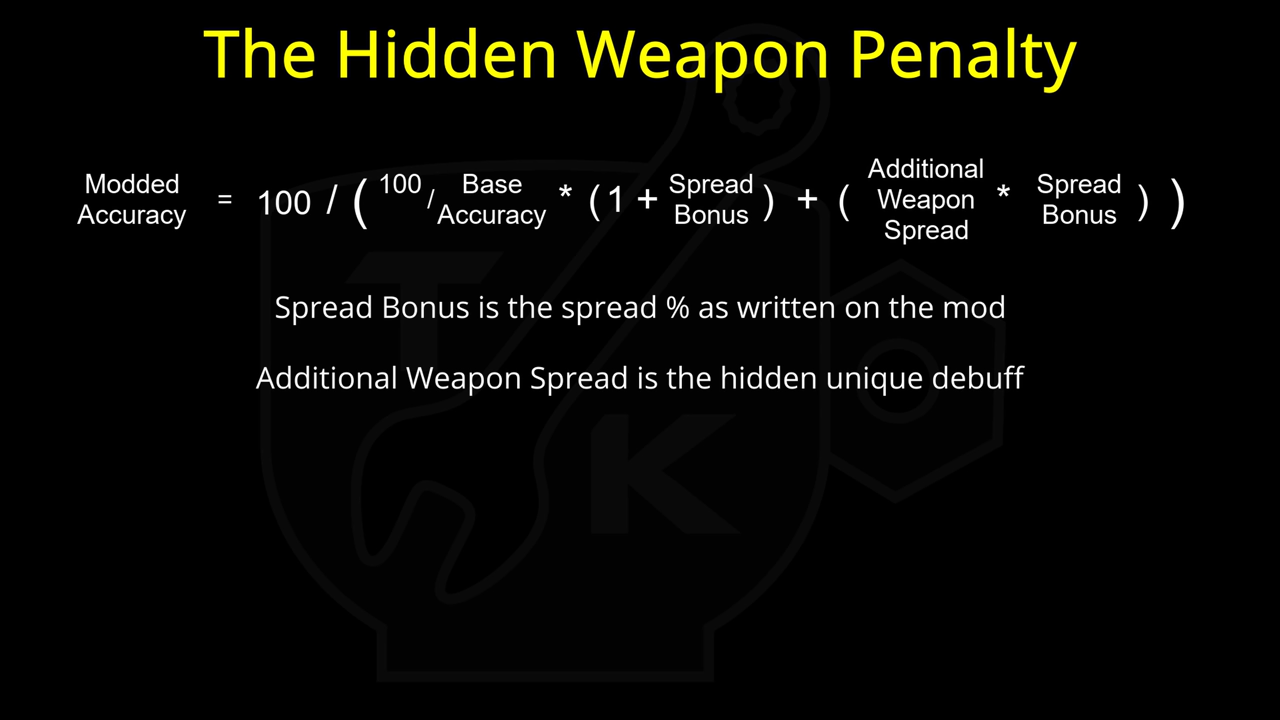 The Hidden Weapon Penalty
Modded Accuracy = 100 / ( 100 / Base Accuracy * ( 1 + Spread Bonus ) + ( Additional Weapon Spread * Spread Bonus ) )
Spread Bonus is the spread % as written on the mod
Additional Weapon Spread is the hidden unique debuff
T
K